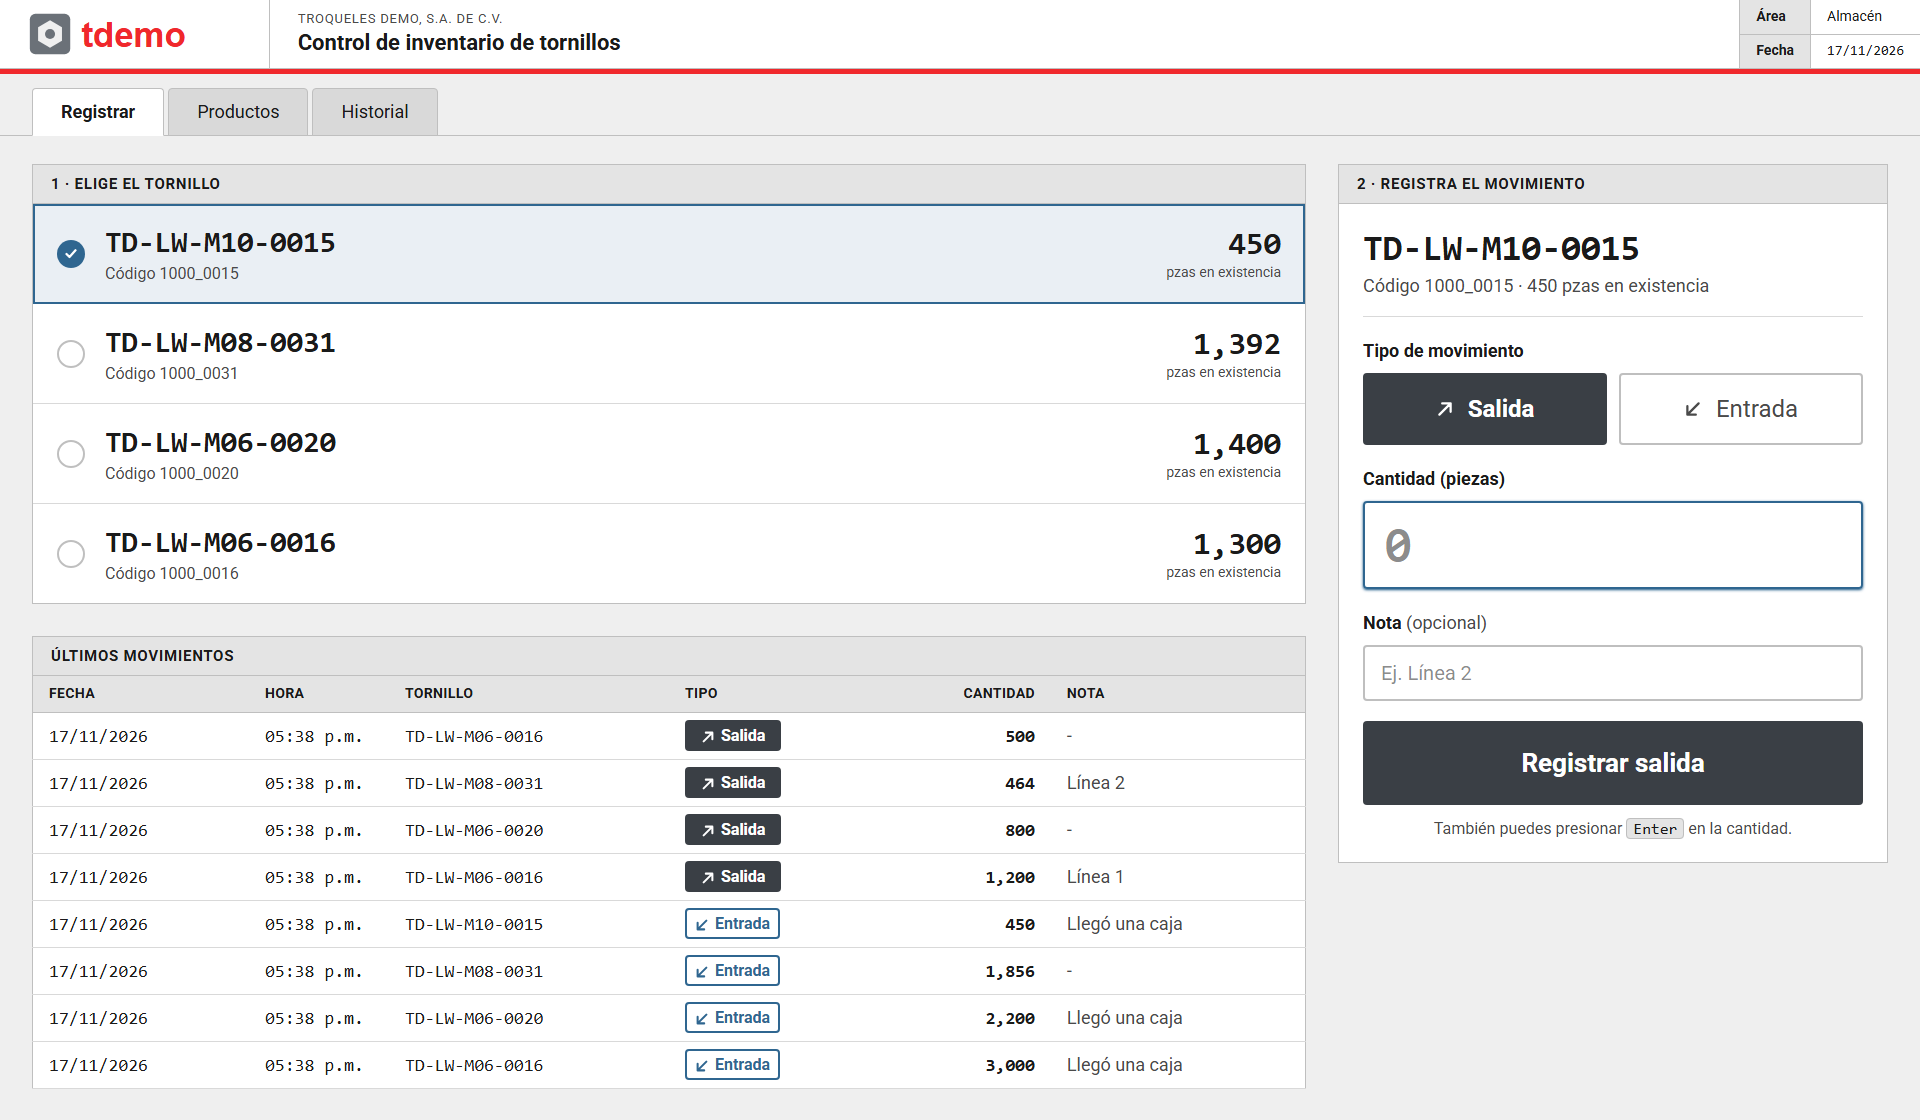 tdemo
TROQUELES DEMO, S.A. DE C.V.
Control de inventario de tornillos
Área Almacén
Fecha 17/11/2026
Registrar Productos Historial
1 · ELIGE EL TORNILLO
TD-LW-M10-0015 450
Código 1000_0015 pzas en existencia
TD-LW-M08-0031 1,392
Código 1000_0031 pzas en existencia
TD-LW-M06-0020 1,400
Código 1000_0020 pzas en existencia
TD-LW-M06-0016 1,300
Código 1000_0016 pzas en existencia
ÚLTIMOS MOVIMIENTOS
FECHA HORA TORNILLO TIPO CANTIDAD NOTA
17/11/2026 05:38 p.m. TD-LW-M06-0016 Salida 500 -
17/11/2026 05:38 p.m. TD-LW-M08-0031 Salida 464 Línea 2
17/11/2026 05:38 p.m. TD-LW-M06-0020 Salida 800 -
17/11/2026 05:38 p.m. TD-LW-M06-0016 Salida 1,200 Línea 1
17/11/2026 05:38 p.m. TD-LW-M10-0015 Entrada 450 Llegó una caja
17/11/2026 05:38 p.m. TD-LW-M08-0031 Entrada 1,856 -
17/11/2026 05:38 p.m. TD-LW-M06-0020 Entrada 2,200 Llegó una caja
17/11/2026 05:38 p.m. TD-LW-M06-0016 Entrada 3,000 Llegó una caja
2 · REGISTRA EL MOVIMIENTO
TD-LW-M10-0015
Código 1000_0015 · 450 pzas en existencia
Tipo de movimiento
Salida Entrada
Cantidad (piezas)
0
Nota (opcional)
Ej. Línea 2
Registrar salida
También puedes presionar Enter en la cantidad.